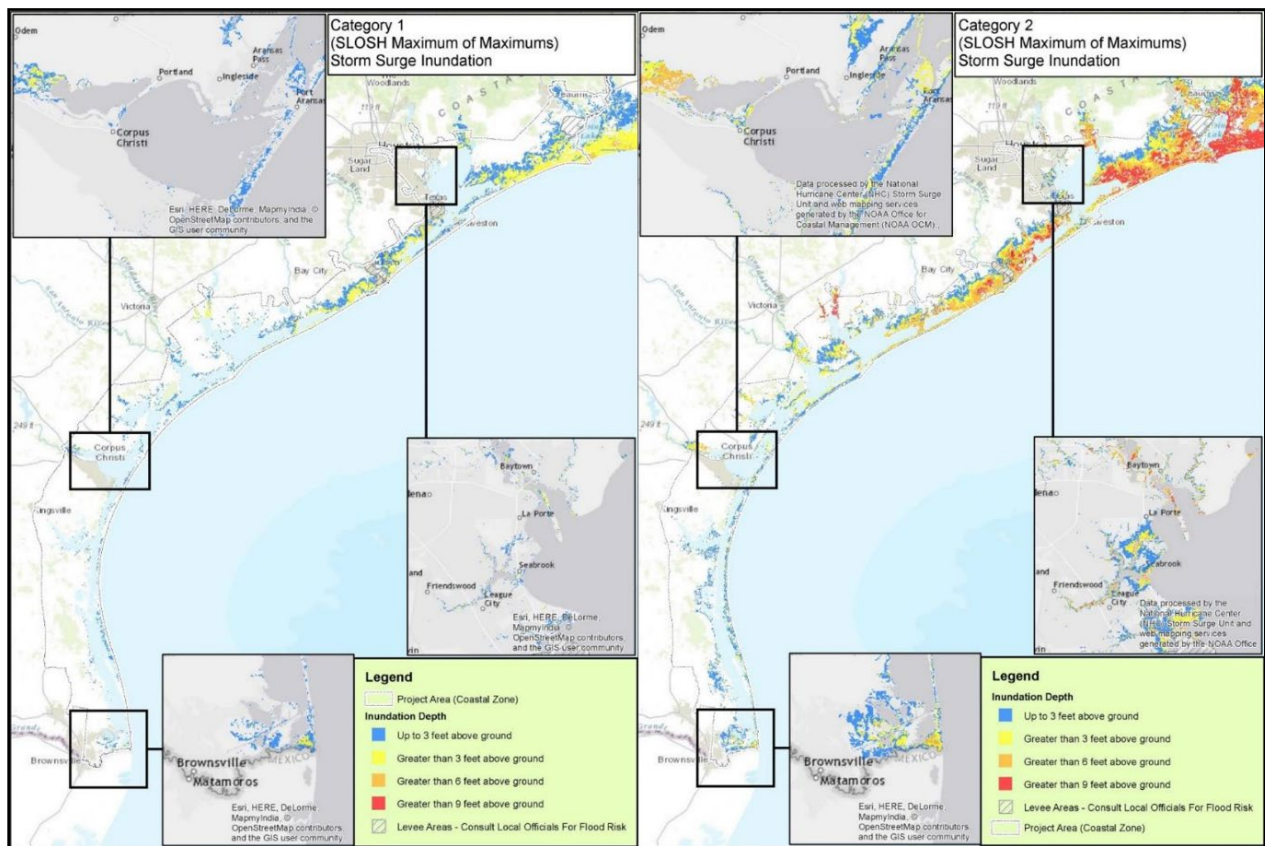 Category 1
(SLOSH Maximum of Maximums)
Storm Surge Inundation
Odem
Portland
Ingleside
Aransas
Pass
Port
Aransas
Corpus
Christi
Esri, HERE, DeLorme, MapmyIndia, ©
OpenStreetMap contributors, and the
GIS user community
Woodlands
119 ft
Sugar
Land
Bay City
Victoria
249 ft
Corpus
Christi
Brownsville
Baytown
La Porte
Seabrook
Friendswood
League
City
Esri, HERE, DeLorme,
MapmyIndia, ©
OpenStreetMap contributors,
and the GIS user community
Brownsville
Matamoros
MEXICO
Esri, HERE, DeLorme,
MapmyIndia, ©
OpenStreetMap contributors,
and the GIS user community
Legend
Project Area (Coastal Zone)
Inundation Depth
Up to 3 feet above ground
Greater than 3 feet above ground
Greater than 6 feet above ground
Greater than 9 feet above ground
Levee Areas - Consult Local Officials For Flood Risk
Category 2
(SLOSH Maximum of Maximums)
Storm Surge Inundation
Odem
Portland
Ingleside
Aransas
Pass
Aransas
Corpus
Christi
Data processed by the National
Hurricane Center (NHC) Storm Surge
Unit and web mapping services
generated by the NOAA Office for
Coastal Management (NOAA OCM)
Woodlands
119 ft
Sugar
Land
Bay City
Victoria
249 ft
Corpus
Christi
Brownsville
Baytown
La Porte
Seabrook
Friendswood
League
City
Data processed by the
National Hurricane Center
(NHC) Storm Surge Unit and
web mapping services
generated by the NOAA Office
Brownsville
Matamoros
MEXICO
Esri, HERE, DeLorme,
MapmyIndia, ©
OpenStreetMap contributors,
and the GIS user community
Legend
Inundation Depth
Up to 3 feet above ground
Greater than 3 feet above ground
Greater than 6 feet above ground
Greater than 9 feet above ground
Levee Areas - Consult Local Officials For Flood Risk
Project Area (Coastal Zone)